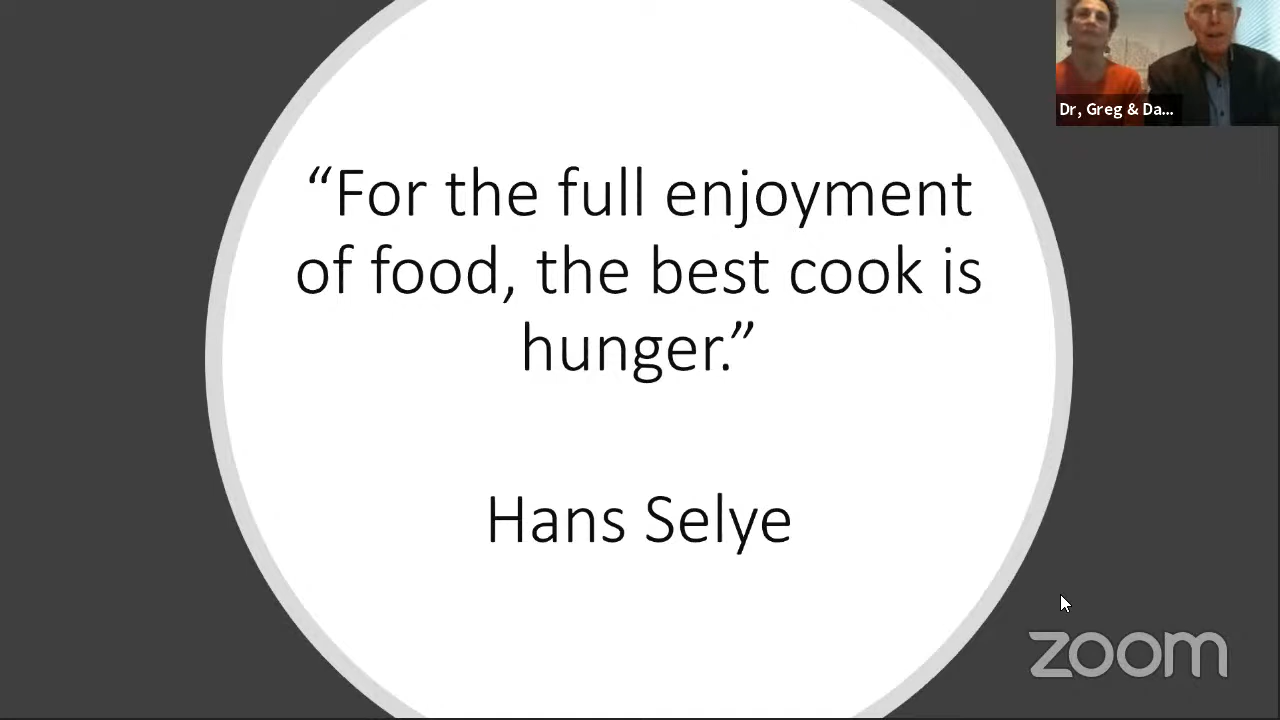 Dr, Greg & Da...
“For the full enjoyment
of food, the best cook is
hunger.”
Hans Selye
zoom